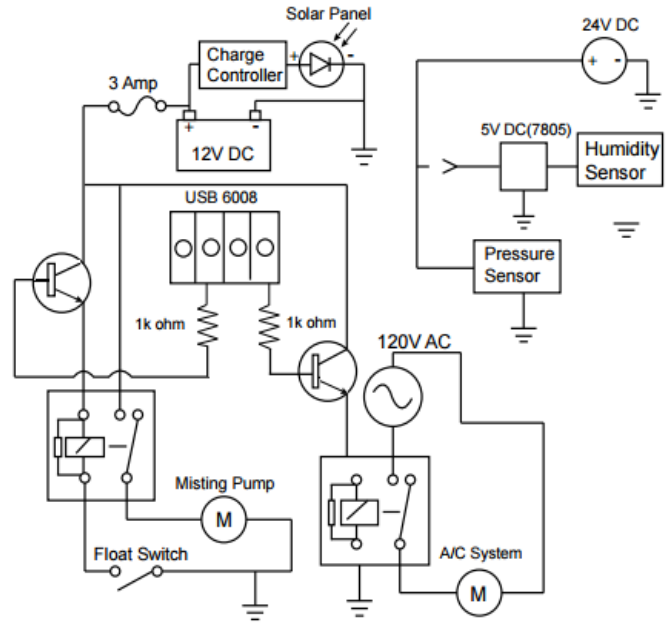 Solar Panel
24V DC
Charge
Controller
+
-
+ -
3 Amp
+
-
12V DC
5V DC(7805)
Humidity
Sensor
USB 6008
Pressure
Sensor
1k ohm
1k ohm
120V AC
Misting Pump
M
Float Switch
A/C System
M